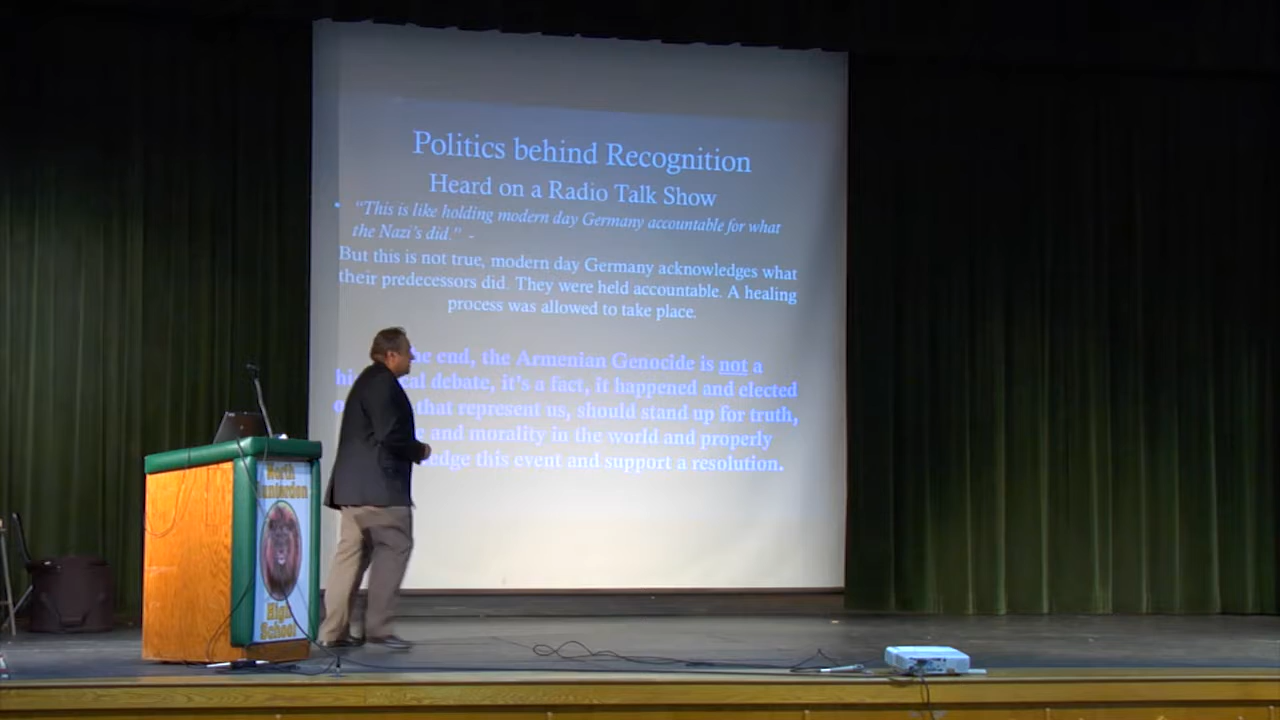 Politics behind Recognition
Heard on a Radio Talk Show
• "This is like holding modern day Germany accountable for what
the Nazi's did." -
But this is not true, modern day Germany acknowledges what
their predecessors did. They were held accountable. A healing
process was allowed to take place.
end, the Armenian Genocide is not a
debate, it's a fact, it happened and elected
that represent us, should stand up for truth,
and morality in the world and properly
this event and support a resolution.
North
High
School